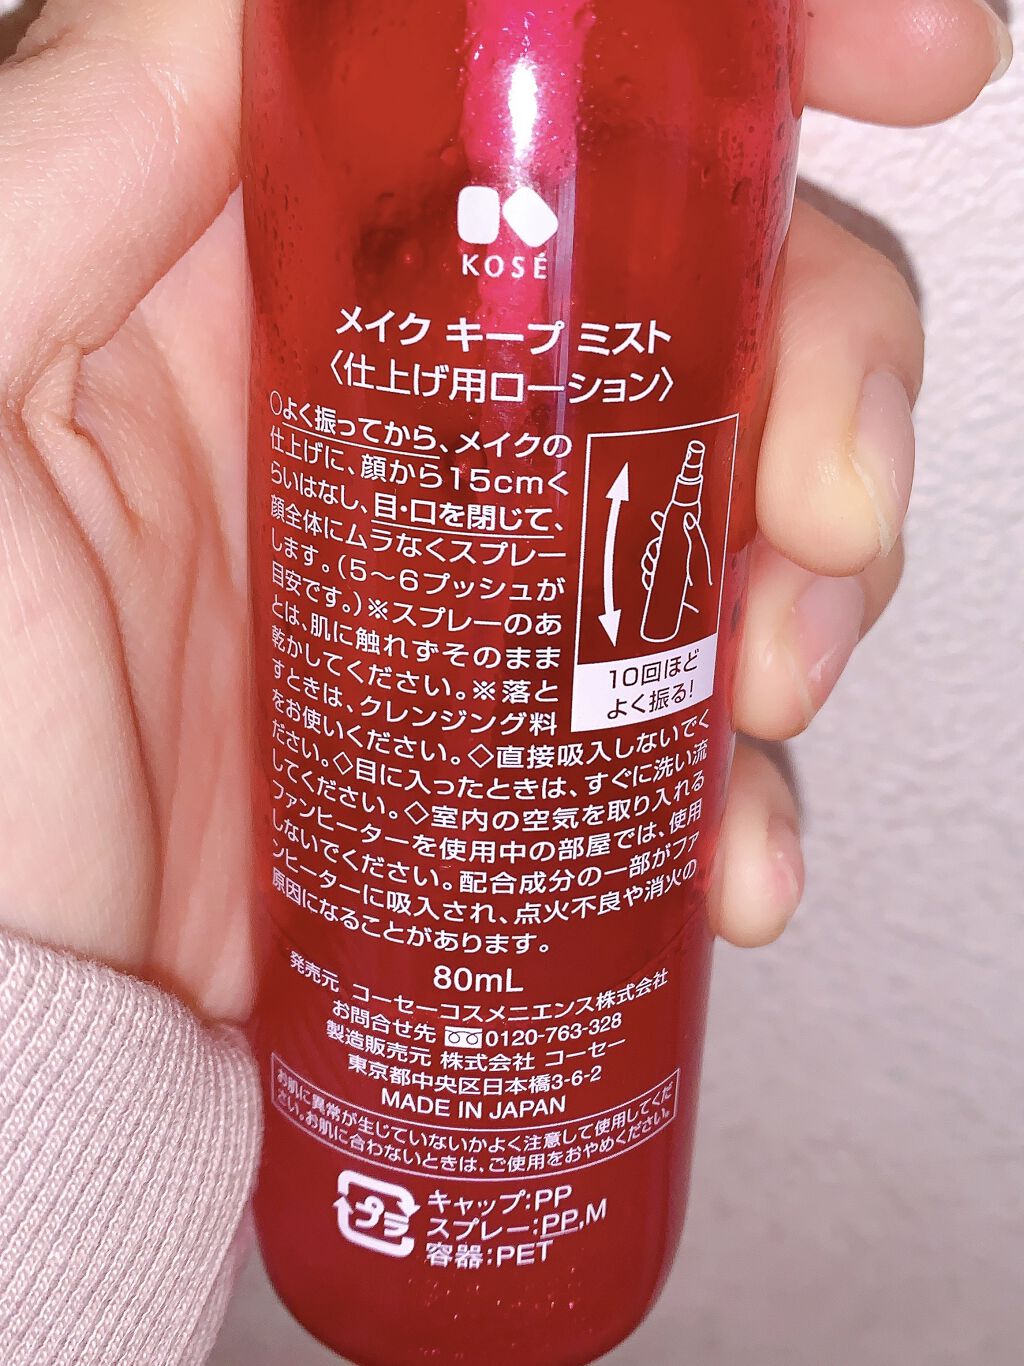 KOSÉ
メイク キープ ミスト
〈仕上げ用ローション〉
○よく振ってから、メイクの
仕上げに、顔から15cmく
らいはなし、目・口を閉じて、
顔全体にムラなくスプレー
します。(5～6プッシュが
目安です。)※スプレーのあ
とは、肌に触れずそのまま
乾かしてください。※落と
すときは、クレンジング料
をお使いください。◇直接吸入しないでく
ださい。◇目に入ったときは、すぐに洗い流
してください。◇室内の空気を取り入れる
ファンヒーターを使用中の部屋では、使用
しないでください。配合成分の一部がファ
ンヒーターに吸入され、点火不良や消火の
原因になることがあります。
10回ほど
よく振る!
80mL
発売元 コーセーコスメニエンス株式会社
お問合せ先 0120-763-328
製造販売元 株式会社 コーセー
東京都中央区日本橋3-6-2
MADE IN JAPAN
お肌に異常が生じていないかよく注意して使用してくだ
さい。お肌に合わないときは、ご使用をおやめください。
プラ
キャップ:PP
スプレー:PP,M
容器:PET